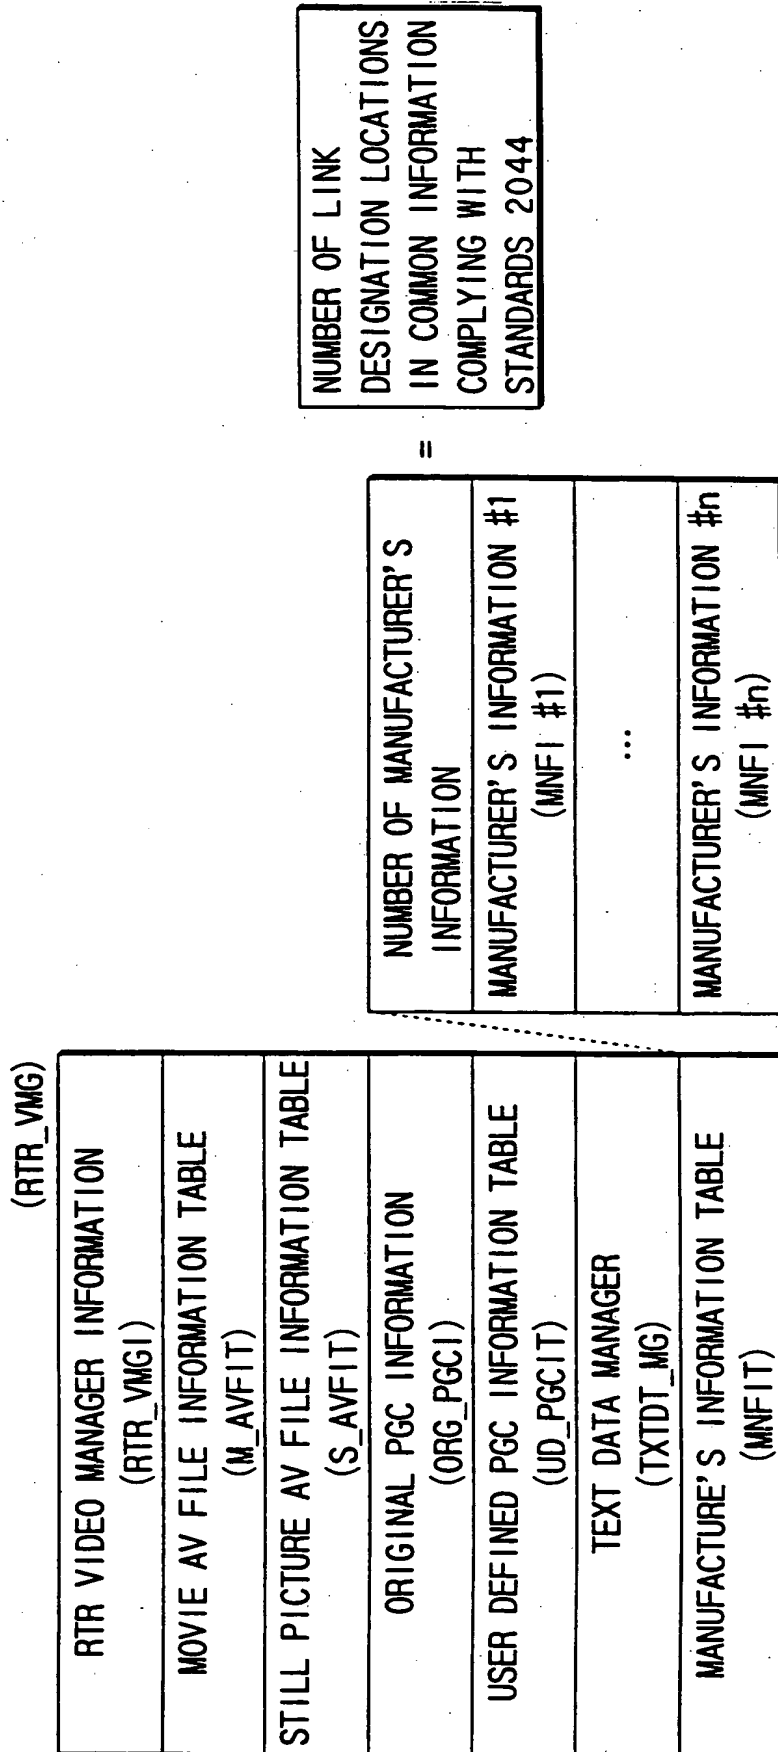 (RTR_VMG)
RTR VIDEO MANAGER INFORMATION
(RTR_VMGI)
MOVIE AV FILE INFORMATION TABLE
(M_AVFIT)
STILL PICTURE AV FILE INFORMATION TABLE
(S_AVFIT)
ORIGINAL PGC INFORMATION
(ORG_PGCI)
USER DEFINED PGC INFORMATION TABLE
(UD_PGCIT)
TEXT DATA MANAGER
(TXTDT_MG)
MANUFACTURE'S INFORMATION TABLE
(MNFIT)
NUMBER OF MANUFACTURER'S
INFORMATION
MANUFACTURER'S INFORMATION #1
(MNFI #1)
...
MANUFACTURER'S INFORMATION #n
(MNFI #n)
=
NUMBER OF LINK
DESIGNATION LOCATIONS
IN COMMON INFORMATION
COMPLYING WITH
STANDARDS 2044